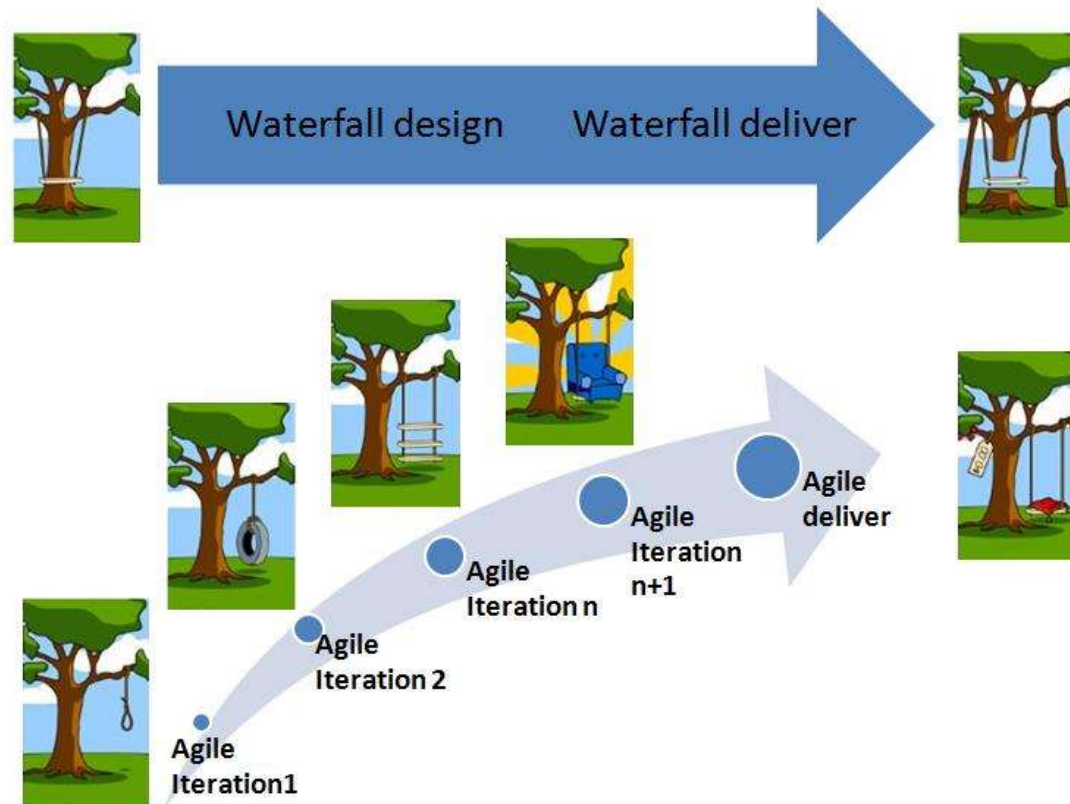 Waterfall design Waterfall deliver
Agile
deliver
Agile
Iteration
n+1
Agile
Iteration n
Agile
Iteration 2
Agile
Iteration1